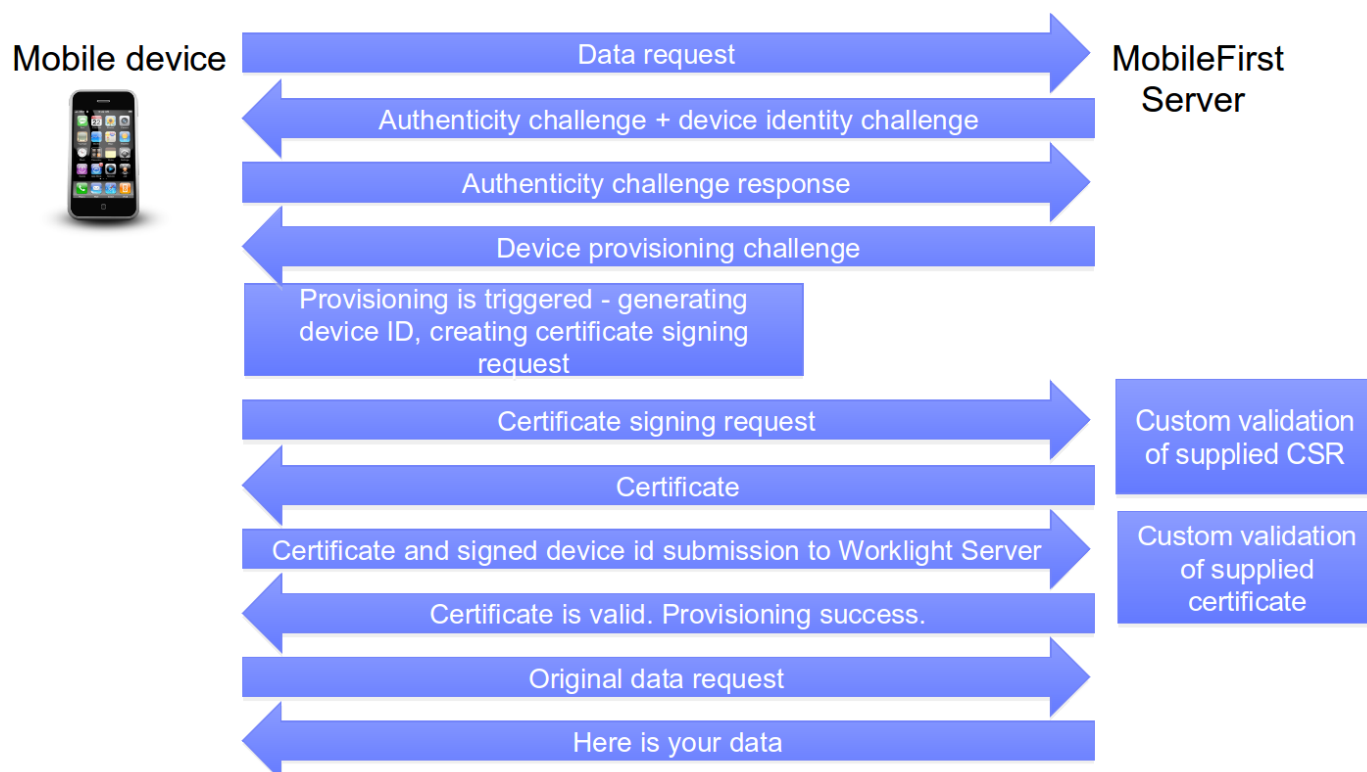 Mobile device
Data request
MobileFirst
Server
Authenticity challenge + device identity challenge
Authenticity challenge response
Device provisioning challenge
Provisioning is triggered - generating
device ID, creating certificate signing
request
Certificate signing request
Custom validation
of supplied CSR
Certificate
Certificate and signed device id submission to Worklight Server
Custom validation
of supplied
certificate
Certificate is valid. Provisioning success.
Original data request
Here is your data